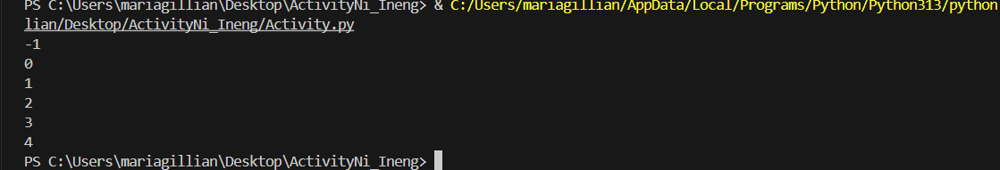 PS C:\Users\mariagillian\Desktop\ActivityNi_Ineng> & C:/Users/mariagillian/AppData/Local/Programs/Python/Python313/python
lian/Desktop/ActivityNi_Ineng/Activity.py
-1
0
1
2
3
4
PS C:\Users\mariagillian\Desktop\ActivityNi_Ineng>